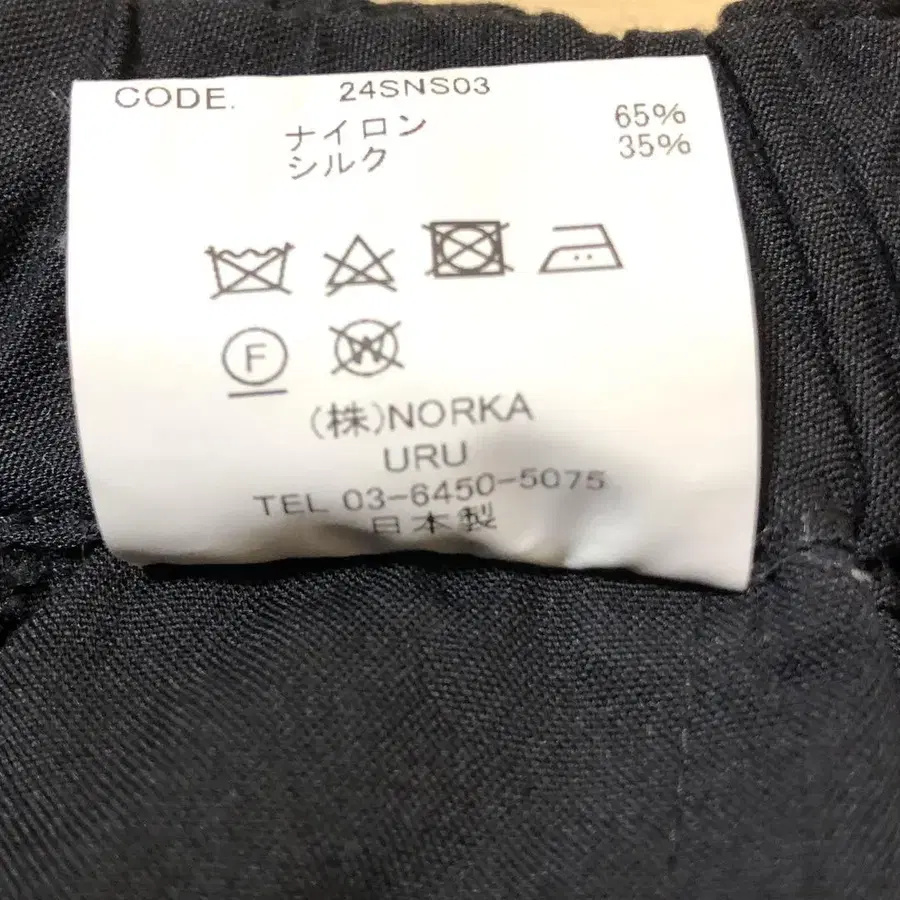 CODE. 24SNS03
ナイロン 65%
シルク 35%
F W
(株)NORKA
URU
TEL 03-6450-5075
日本製